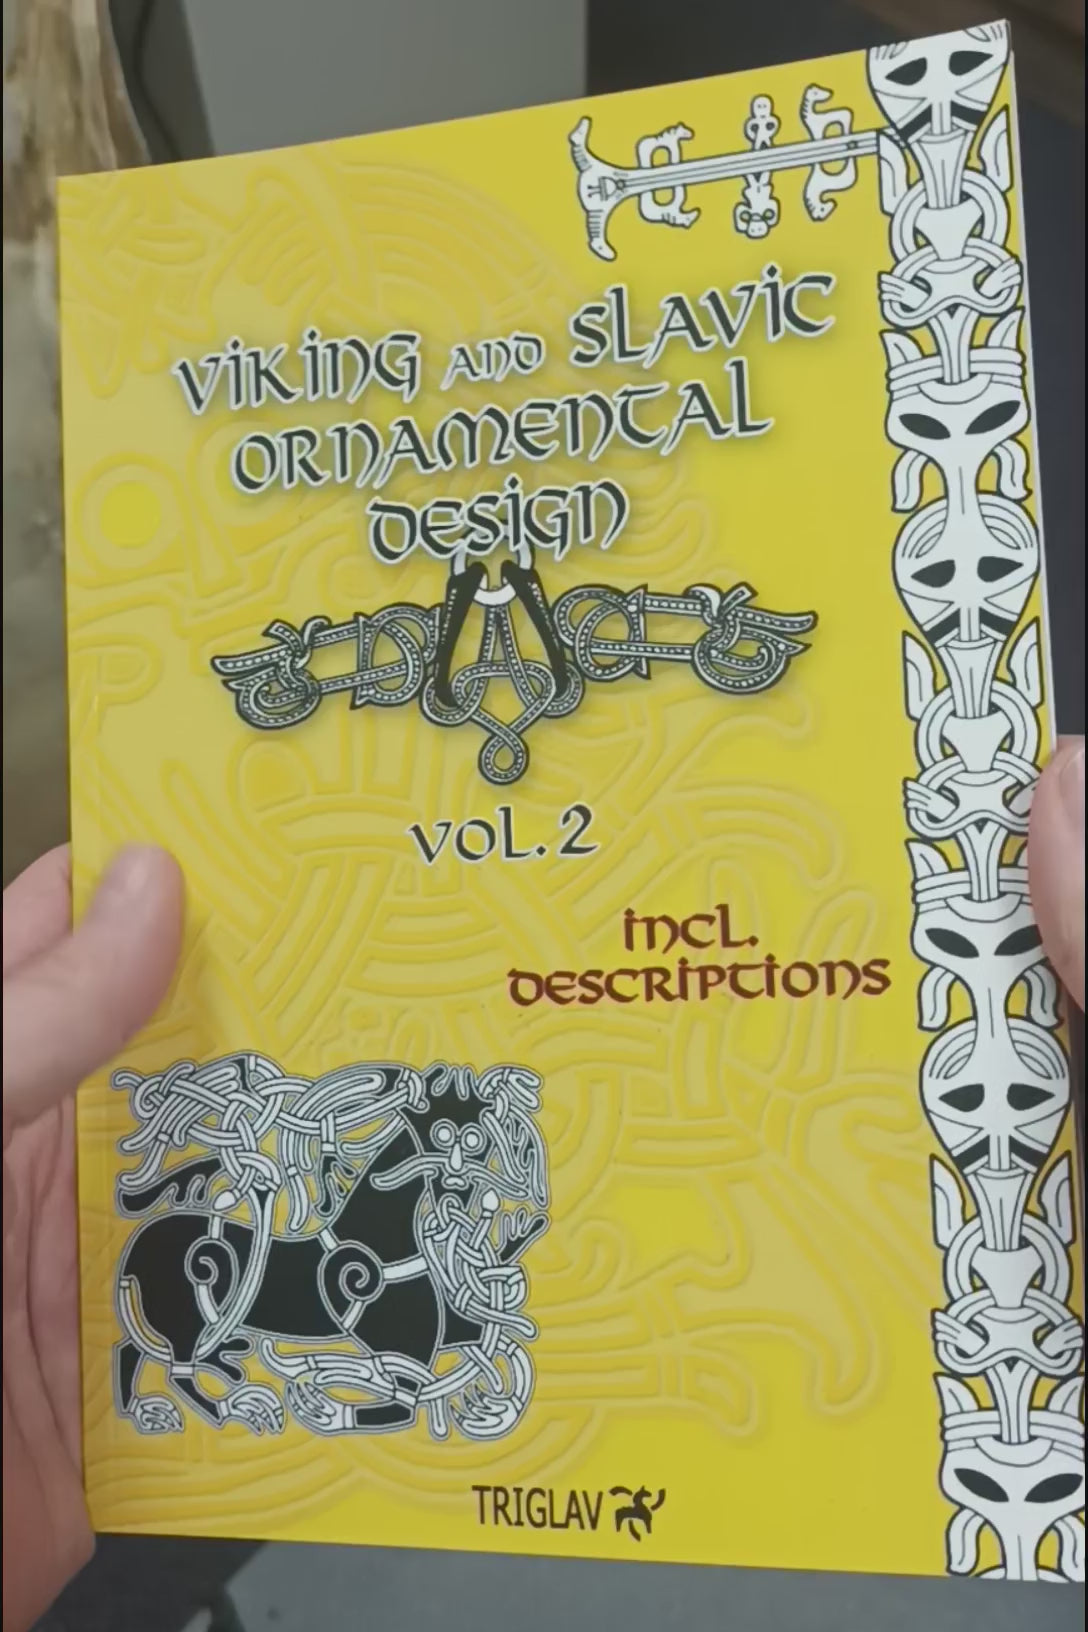 VIKING AND SLAVIC
ORNAMENTAL
DESIGN
VOL. 2
INCL.
DESCRIPTIONS
TRIGLAV